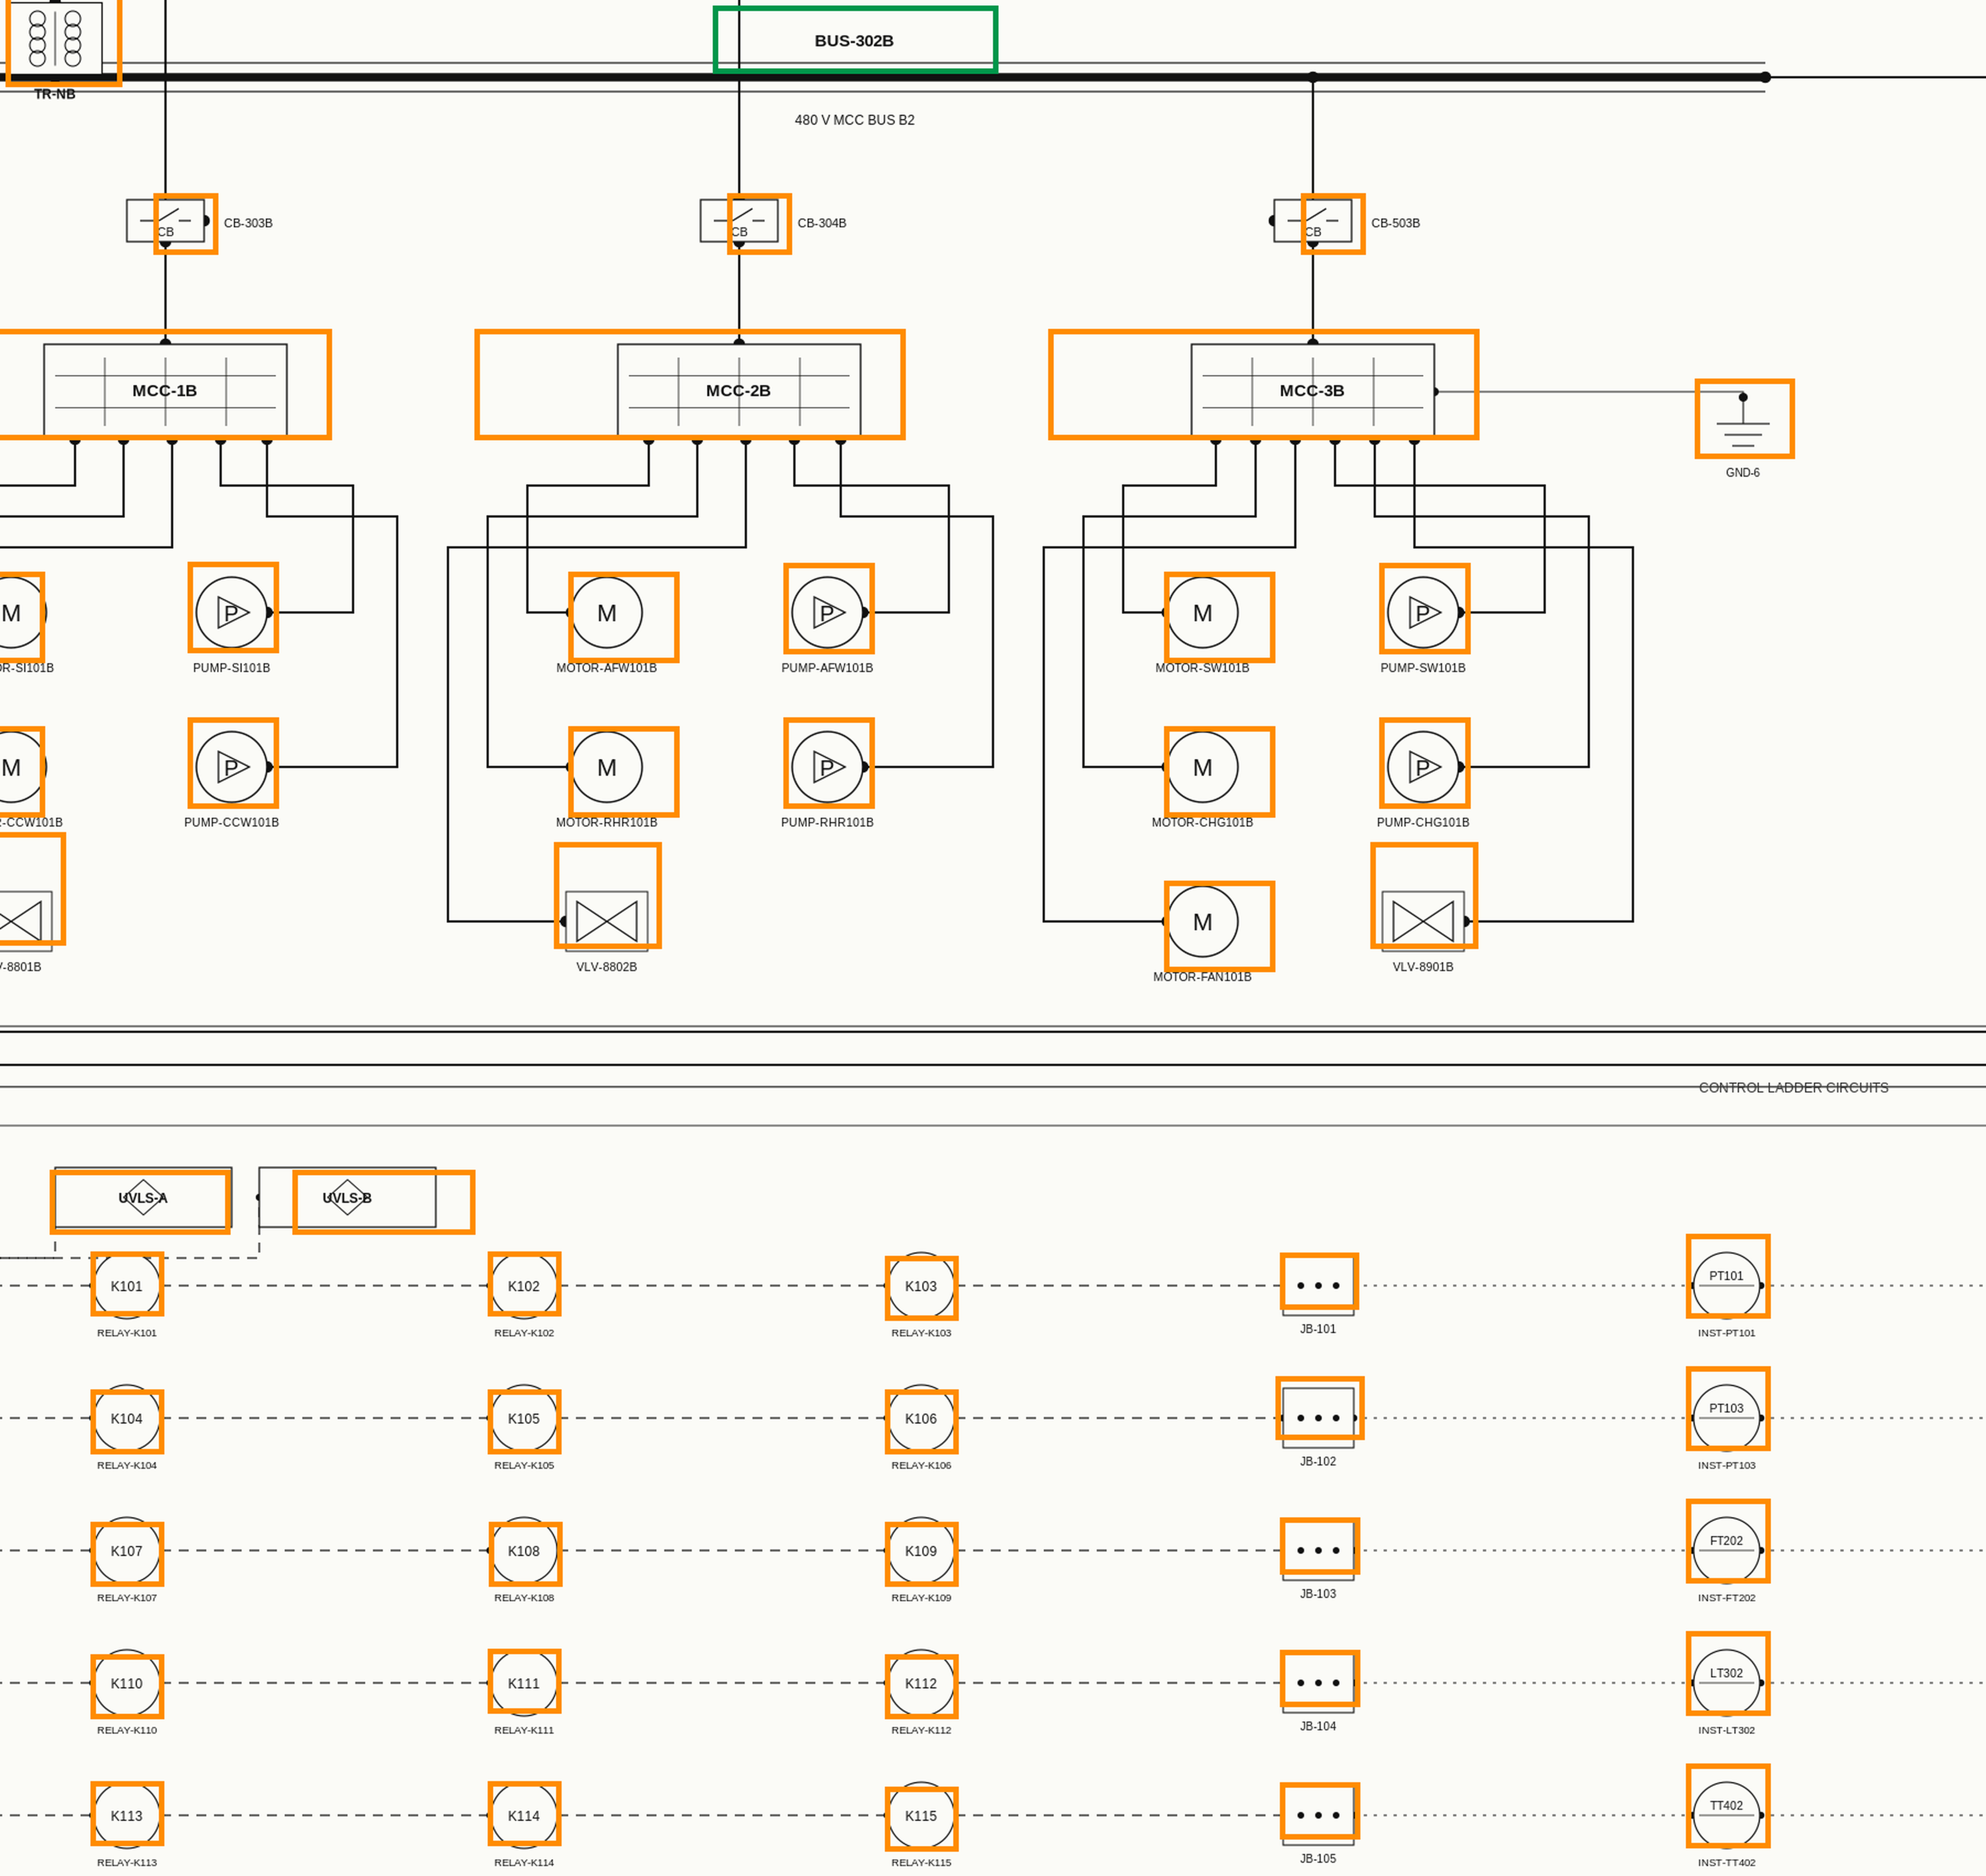 BUS-302B
TR-NB
480 V MCC BUS B2
CB
CB-303B
CB
CB-304B
CB
CB-503B
MCC-1B
MCC-2B
MCC-3B
GND-6
M
P
M
P
M
P
OR-SI101B
PUMP-SI101B
MOTOR-AFW101B
PUMP-AFW101B
MOTOR-SW101B
PUMP-SW101B
M
P
M
P
M
P
R-CCW101B
PUMP-CCW101B
MOTOR-RHR101B
PUMP-RHR101B
MOTOR-CHG101B
PUMP-CHG101B
M
V-8801B
VLV-8802B
MOTOR-FAN101B
VLV-8901B
CONTROL LADDER CIRCUITS
UVLS-A
UVLS-B
K101
K102
K103
PT101
RELAY-K101
RELAY-K102
RELAY-K103
JB-101
INST-PT101
K104
K105
K106
PT103
RELAY-K104
RELAY-K105
RELAY-K106
JB-102
INST-PT103
K107
K108
K109
FT202
RELAY-K107
RELAY-K108
RELAY-K109
JB-103
INST-FT202
K110
K111
K112
LT302
RELAY-K110
RELAY-K111
RELAY-K112
JB-104
INST-LT302
K113
K114
K115
TT402
RELAY-K113
RELAY-K114
RELAY-K115
JB-105
INST-TT402